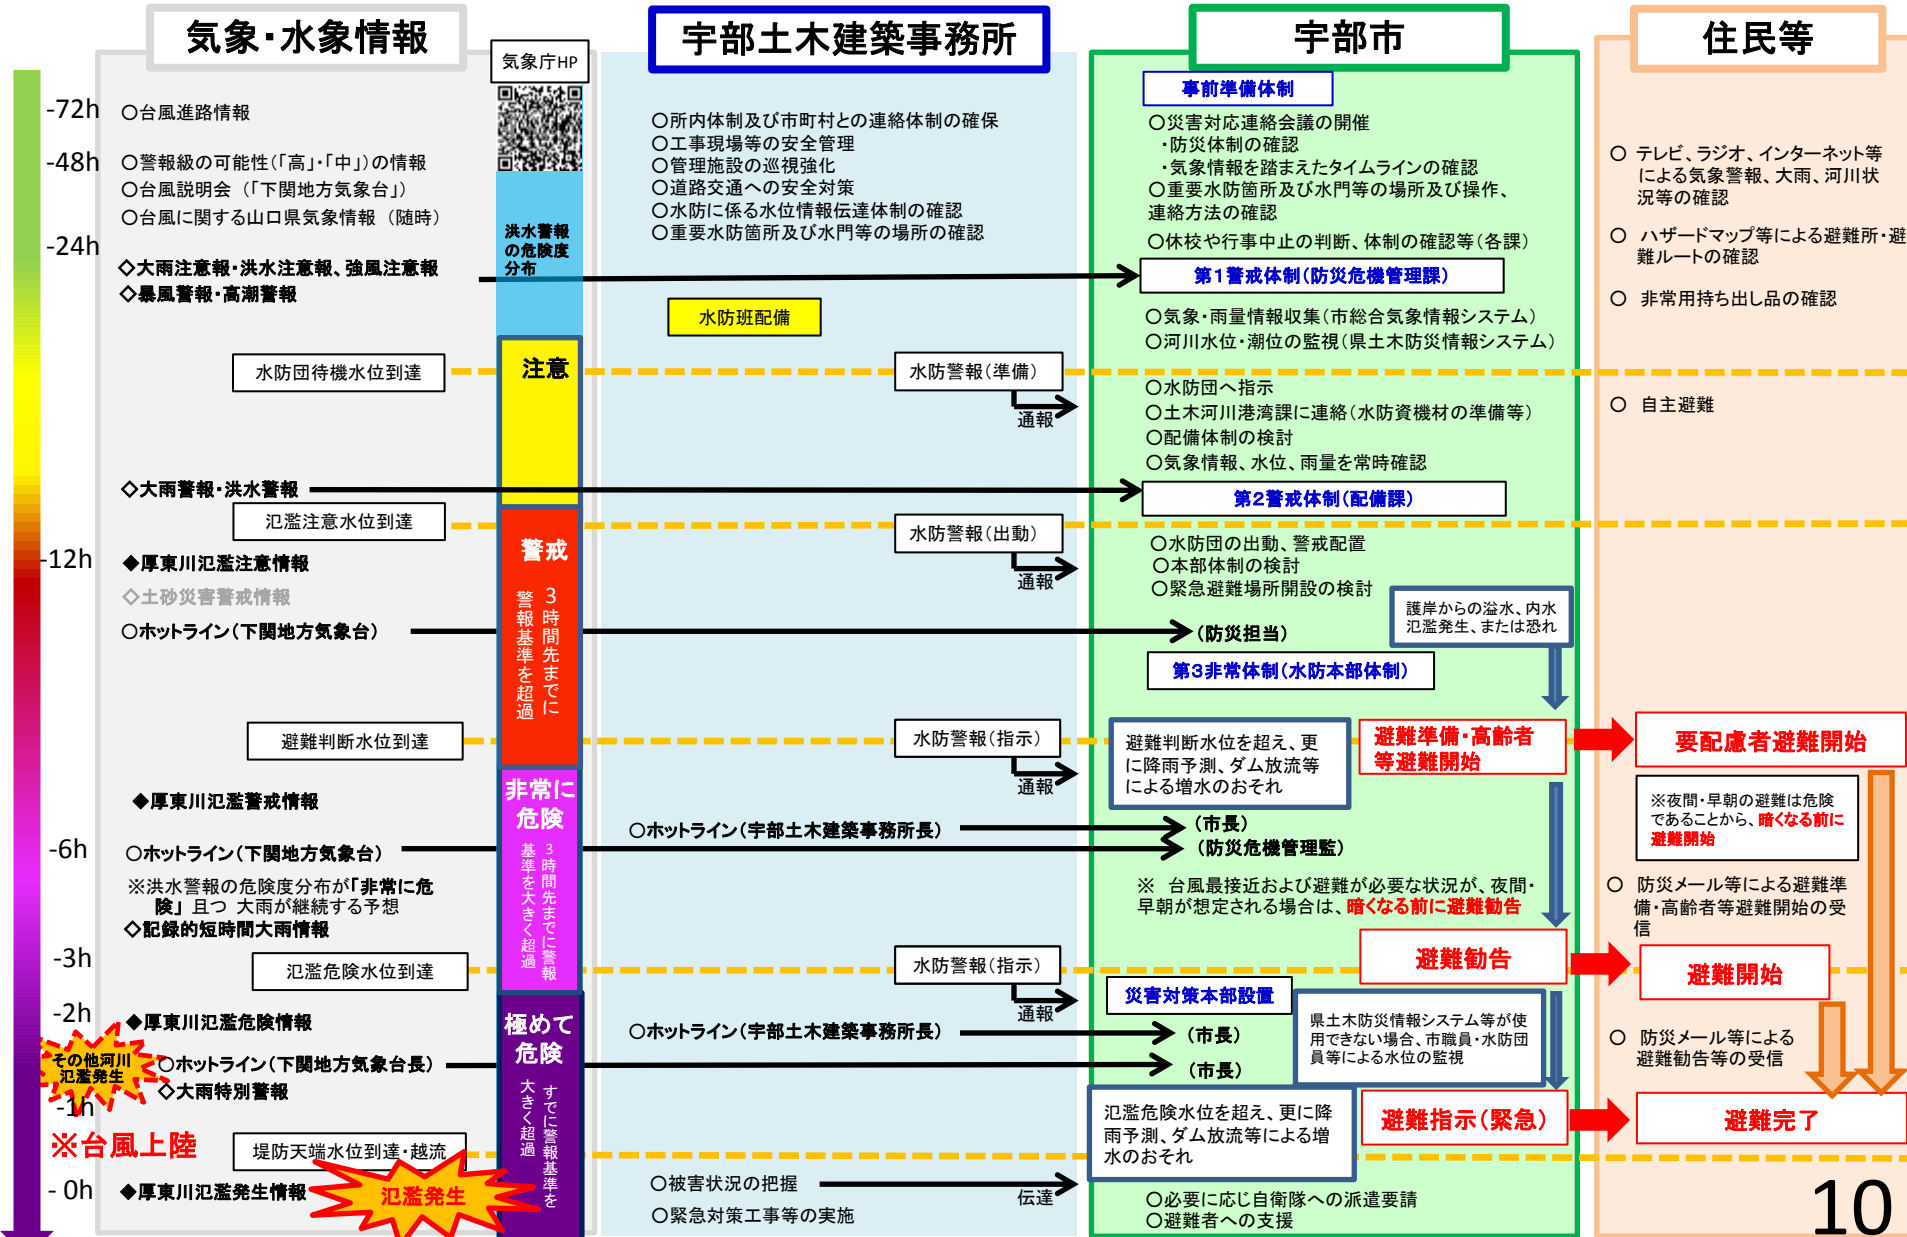 気象・水象情報
気象庁HP
宇部土木建築事務所
宇部市
住民等
-72h
-48h
-24h
-12h
-6h
-3h
-2h
-1h
- 0h
その他河川
氾濫発生
※台風上陸
○台風進路情報
○警報級の可能性(「高」・「中」)の情報
○台風説明会（「下関地方気象台」）
○台風に関する山口県気象情報（随時）
◇大雨注意報・洪水注意報、強風注意報
◇暴風警報・高潮警報
水防団待機水位到達
◇大雨警報・洪水警報
氾濫注意水位到達
◆厚東川氾濫注意情報
◇土砂災害警戒情報
○ホットライン(下関地方気象台)
避難判断水位到達
◆厚東川氾濫警戒情報
○ホットライン(下関地方気象台)
※洪水警報の危険度分布が「非常に危
険」且つ 大雨が継続する予想
◇記録的短時間大雨情報
氾濫危険水位到達
◆厚東川氾濫危険情報
○ホットライン(下関地方気象台長)
◇大雨特別警報
堤防天端水位到達・越流
◆厚東川氾濫発生情報
氾濫発生
洪水警報
の危険度
分布
注意
警戒
3時間先までに
警報基準を超過
非常に
危険
3時間先までに警報
基準を大きく超過
極めて
危険
すでに警報基準を
大きく超過
○所内体制及び市町村との連絡体制の確保
○工事現場等の安全管理
○管理施設の巡視強化
○道路交通への安全対策
○水防に係る水位情報伝達体制の確認
○重要水防箇所及び水門等の場所の確認
水防班配備
水防警報(準備)
通報
水防警報(出動)
通報
水防警報(指示)
通報
○ホットライン(宇部土木建築事務所長)
水防警報(指示)
通報
○ホットライン(宇部土木建築事務所長)
○被害状況の把握
伝達
○緊急対策工事等の実施
事前準備体制
○災害対応連絡会議の開催
・防災体制の確認
・気象情報を踏まえたタイムラインの確認
○重要水防箇所及び水門等の場所及び操作、
連絡方法の確認
○休校や行事中止の判断、体制の確認等(各課)
第1警戒体制(防災危機管理課)
○気象・雨量情報収集(市総合気象情報システム)
○河川水位・潮位の監視(県土木防災情報システム)
○水防団へ指示
○土木河川港湾課に連絡(水防資機材の準備等)
○配備体制の検討
○気象情報、水位、雨量を常時確認
第2警戒体制(配備課)
○水防団の出動、警戒配置
○本部体制の検討
○緊急避難場所開設の検討
護岸からの溢水、内水
氾濫発生、または恐れ
(防災担当)
第3非常体制(水防本部体制)
避難判断水位を超え、更
に降雨予測、ダム放流等
による増水のおそれ
避難準備・高齢者
等避難開始
(市長)
(防災危機管理監)
※ 台風最接近および避難が必要な状況が、夜間・
早朝が想定される場合は、暗くなる前に避難勧告
避難勧告
災害対策本部設置
(市長)
(市長)
県土木防災情報システム等が使
用できない場合、市職員・水防団
員等による水位の監視
氾濫危険水位を超え、更に降
雨予測、ダム放流等による増
水のおそれ
避難指示(緊急)
○必要に応じ自衛隊への派遣要請
○避難者への支援
○ テレビ、ラジオ、インターネット等
による気象警報、大雨、河川状
況等の確認
○ ハザードマップ等による避難所・避
難ルートの確認
○ 非常用持ち出し品の確認
○ 自主避難
要配慮者避難開始
※夜間・早朝の避難は危険
であることから、暗くなる前に
避難開始
○ 防災メール等による避難準
備・高齢者等避難開始の受
信
避難開始
○ 防災メール等による
避難勧告等の受信
避難完了
10